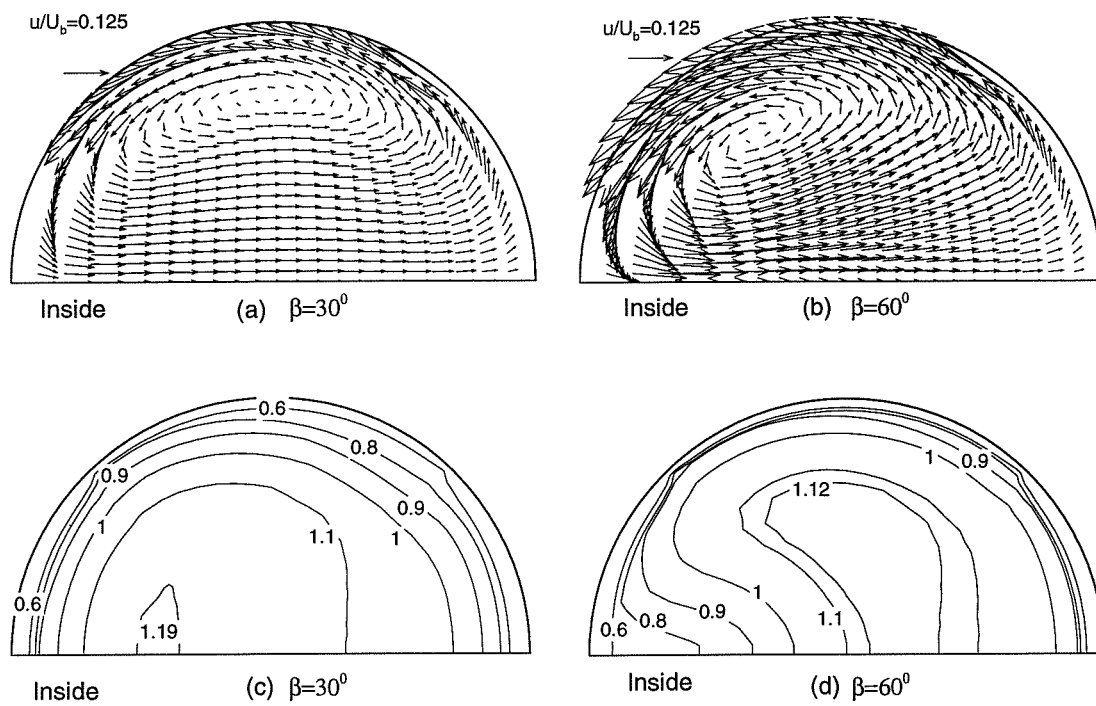 u/U_b=0.125
u/U_b=0.125
Inside (a) β=30⁰
Inside (b) β=60⁰
0.6
0.8
0.9
0.9
1
1.1
1
0.6
1.19
1
0.9
1.12
1
0.9
1.1
0.6
0.8
Inside (c) β=30⁰
Inside (d) β=60⁰